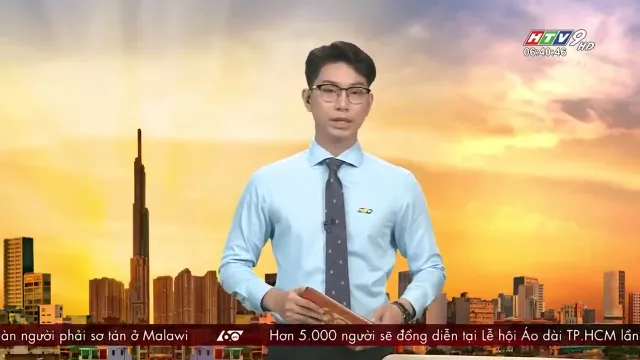 HTV9 HD
06:40:46
àn người phải sơ tán ở Malawi 60 Hơn 5.000 người sẽ đồng diễn tại Lễ hội Áo dài TP.HCM lần